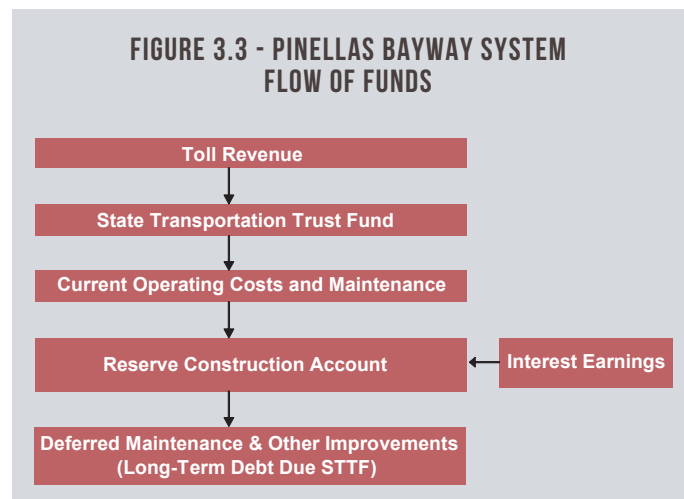 FIGURE 3.3 - PINELLAS BAYWAY SYSTEM
FLOW OF FUNDS
Toll Revenue
State Transportation Trust Fund
Current Operating Costs and Maintenance
Reserve Construction Account
Interest Earnings
Deferred Maintenance & Other Improvements
(Long-Term Debt Due STTF)